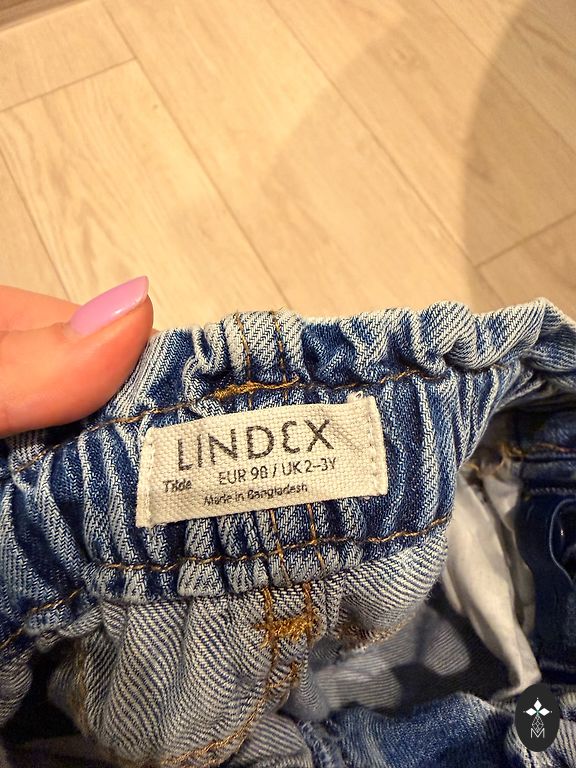 LINDEX
Tilde EUR 98 / UK 2-3Y
Made in Bangladesh
M